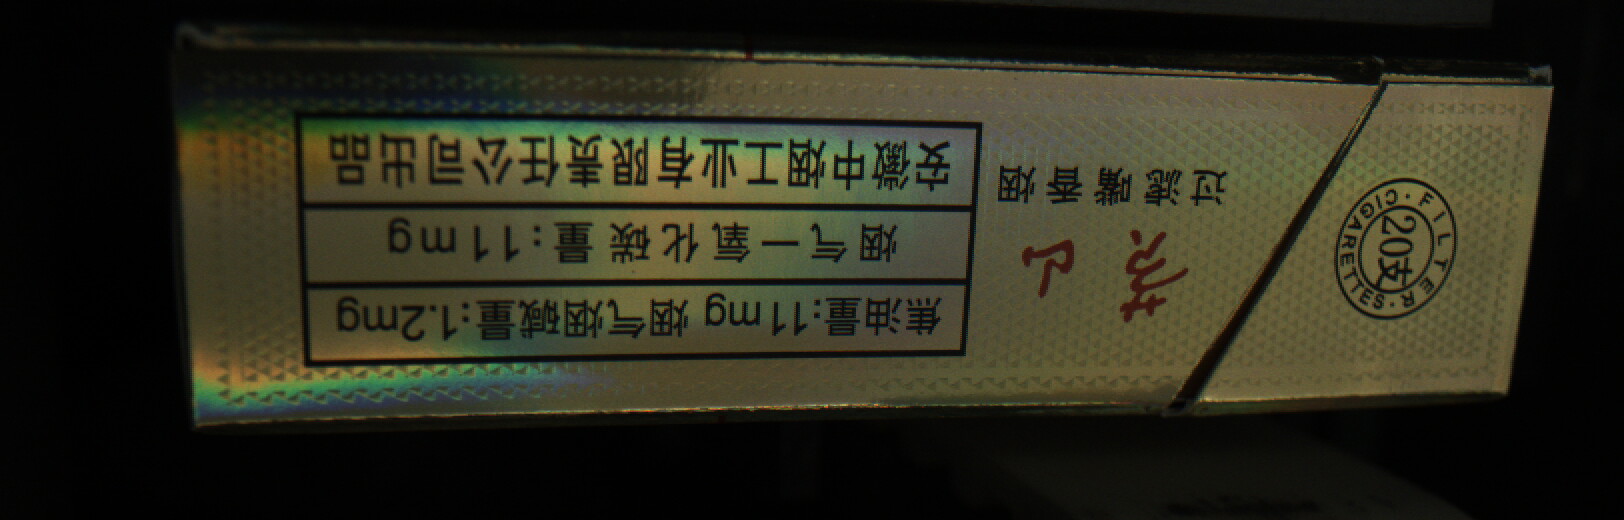 FILTER·CIGARETTES·
20支
黄山
过滤嘴香烟
焦油量:11mg 烟气烟碱量:1.2mg
烟气一氧化碳量:11mg
安徽中烟工业有限责任公司出品